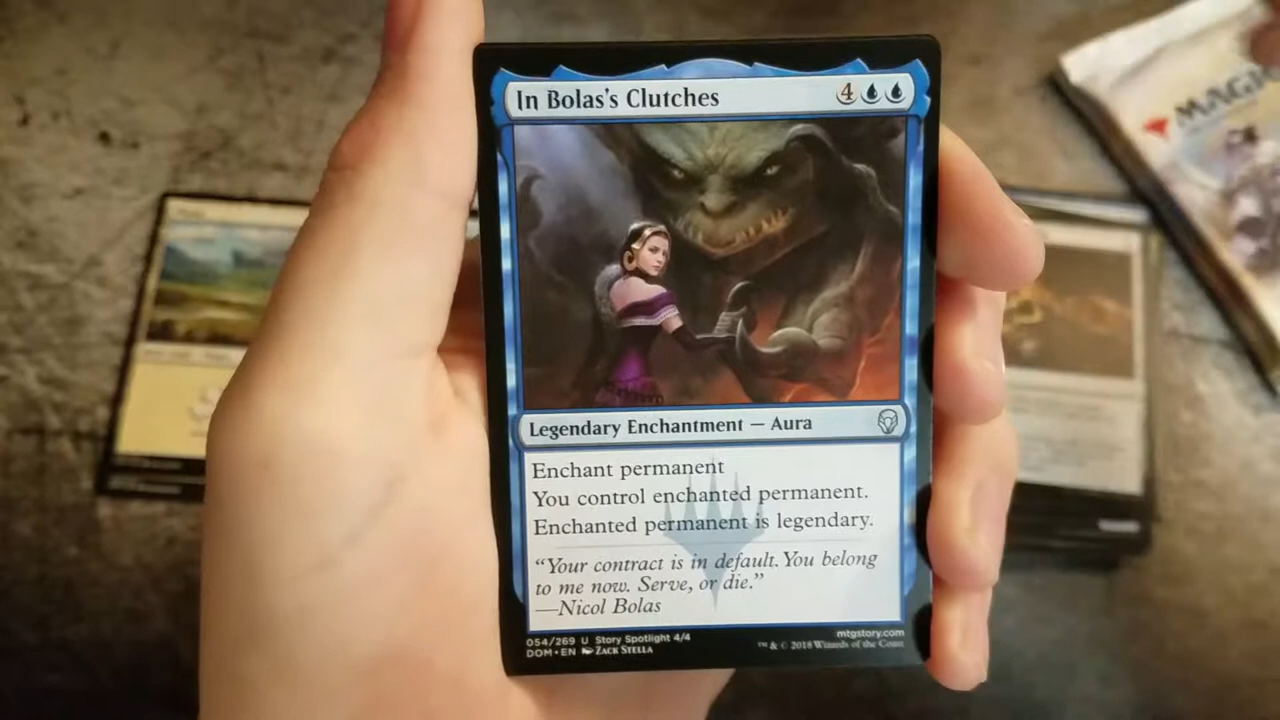 In Bolas's Clutches 4
MAGIC
Legendary Enchantment — Aura
Enchant permanent
You control enchanted permanent.
Enchanted permanent is legendary.
“Your contract is in default. You belong
to me now. Serve, or die.”
—Nicol Bolas
054/269 U Story Spotlight 4/4
DOM • EN Zack Stella
mtgstory.com
™ & © 2018 Wizards of the Coast